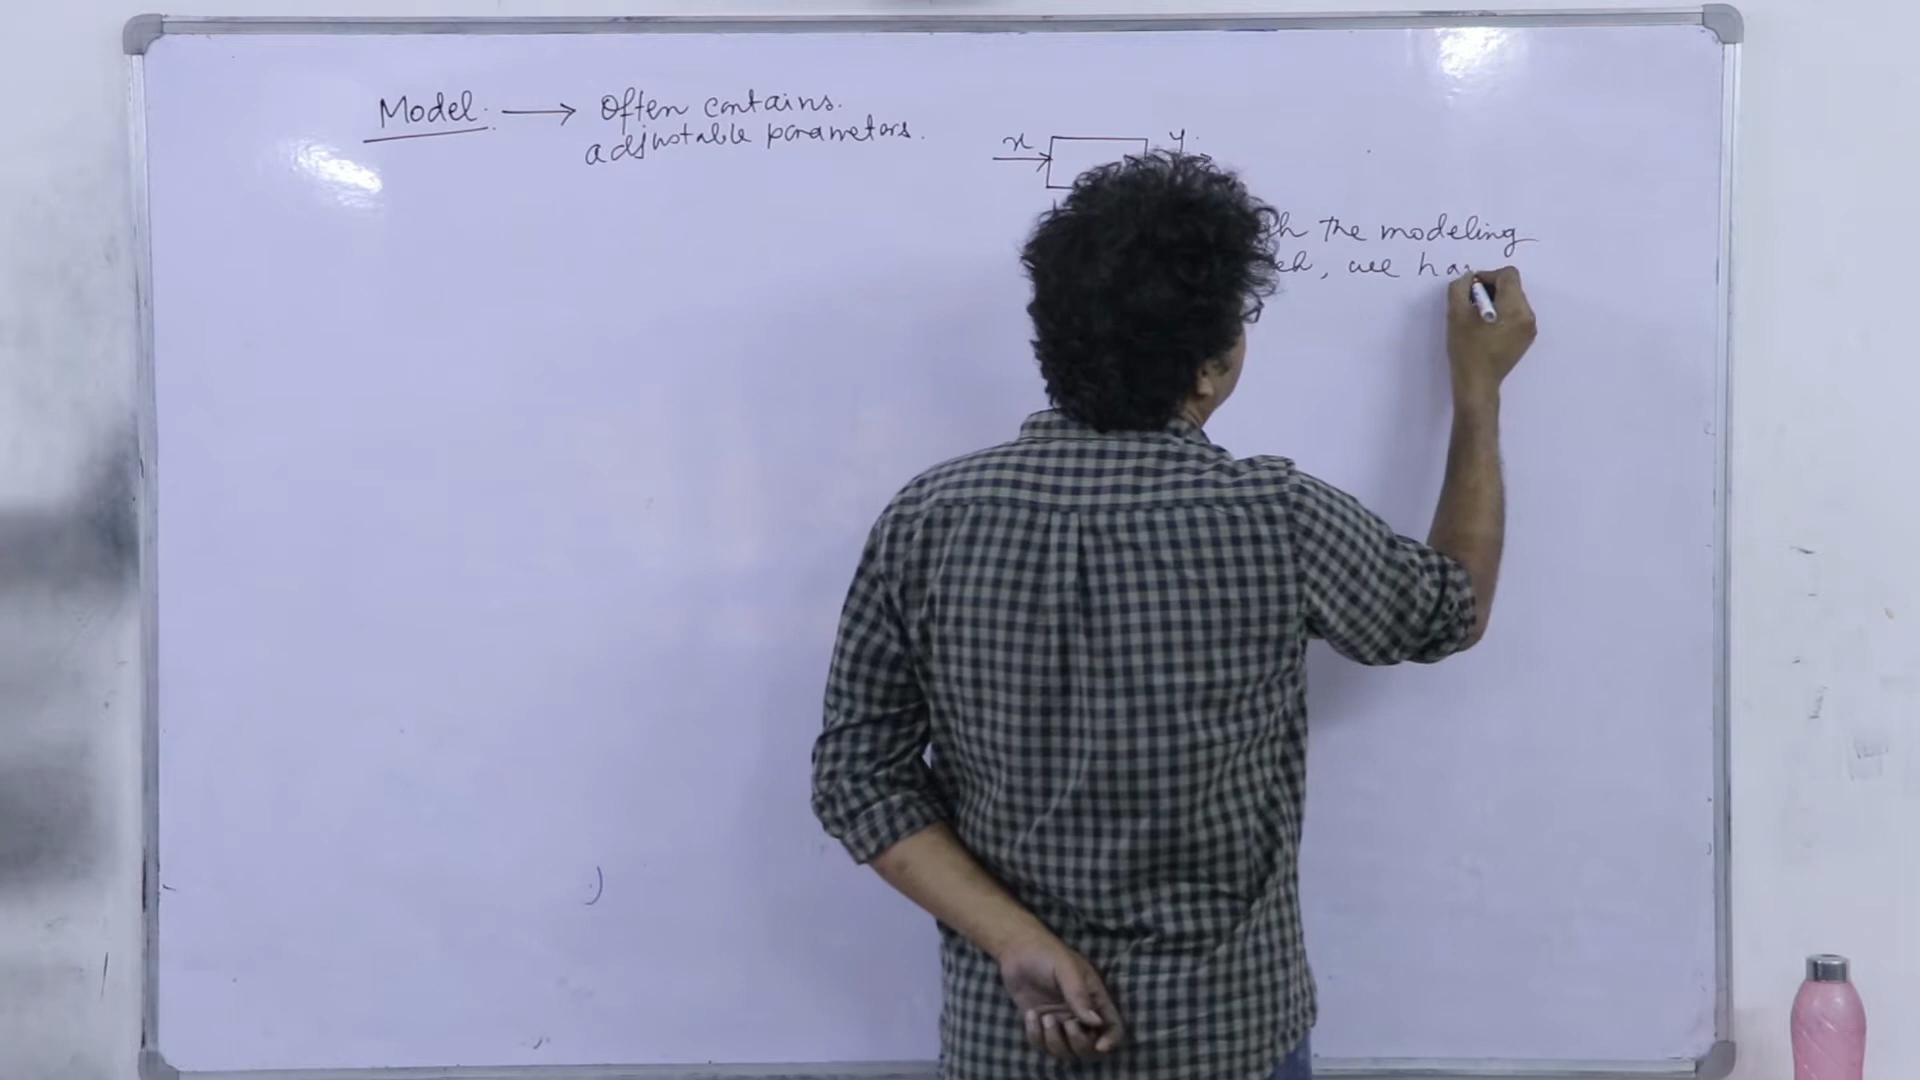 Model. → Often contains.
adjustable parameters.
x y.
the modeling
, we ha